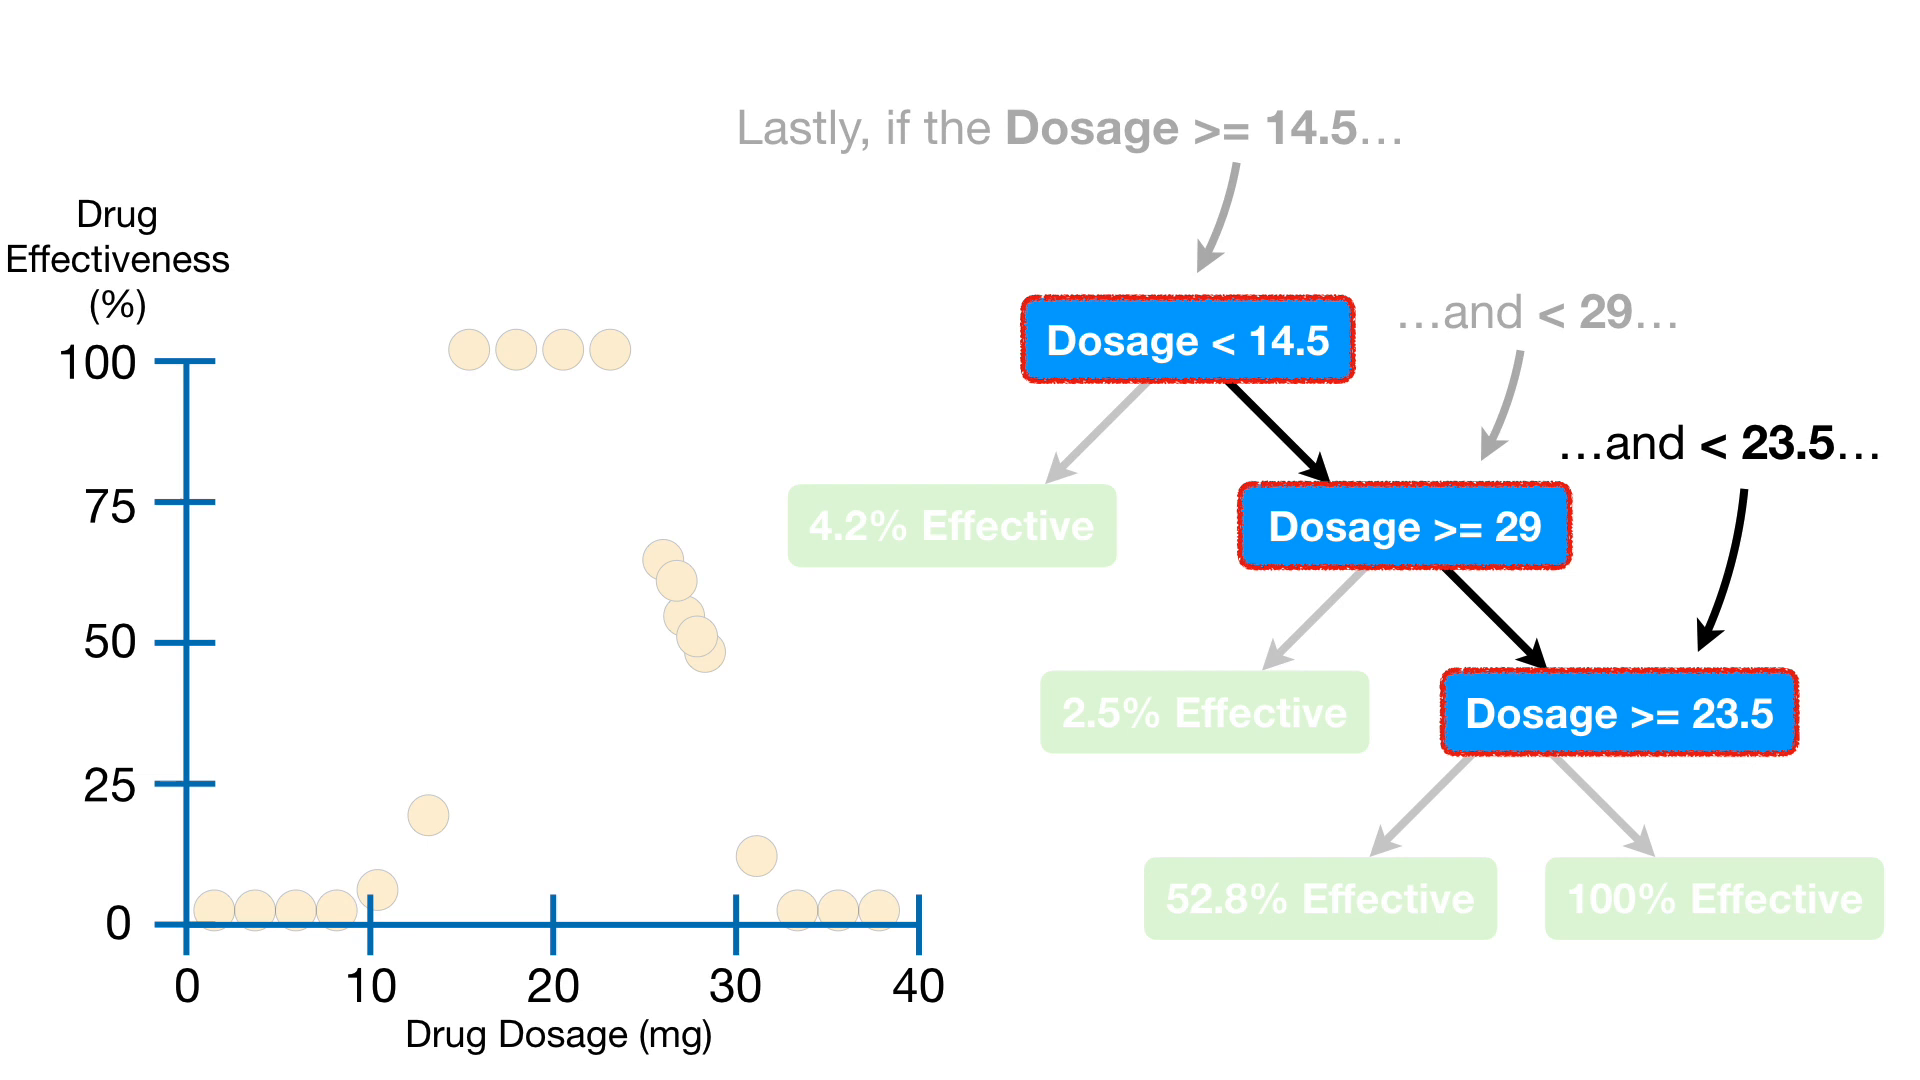 Lastly, if the Dosage >= 14.5…
Drug
Effectiveness
(%)
100
75
50
25
0
0
10
20
30
40
Drug Dosage (mg)
Dosage < 14.5
…and < 29…
…and < 23.5…
4.2% Effective
Dosage >= 29
2.5% Effective
Dosage >= 23.5
52.8% Effective
100% Effective